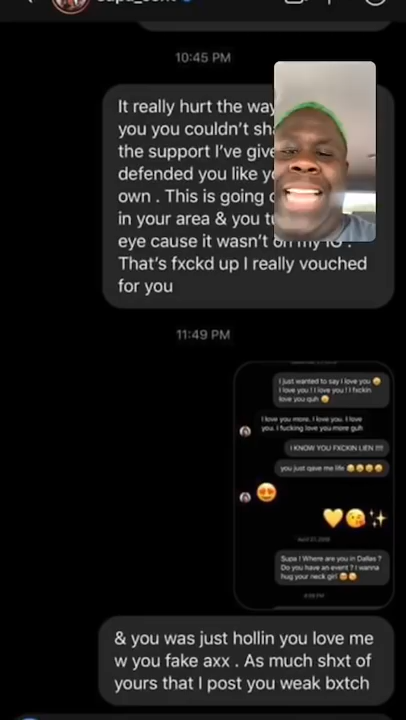 10:45 PM
It really hurt the way
you you couldn't
the support I've
defended you like
own . This is going
in your area & you
eye cause it wasn't on my IG .
That's fxckd up I really vouched
for you
11:49 PM
I just wanted to say I love you 😩
I love you ! I love you ! I fxckin
love you guh 😩
I love you more. I love you. I love
you. I fucking love you more guh
I KNOW YOU FXCKIN LIEN !!!!
you just gave me life 😩😩😩😩
😍
💛😘✨
Supa ! Where are you in Dallas ?
Do you have an event ? I wanna
hug your neck girl
& you was just hollin you love me
w you fake axx . As much shxt of
yours that I post you weak bxtch